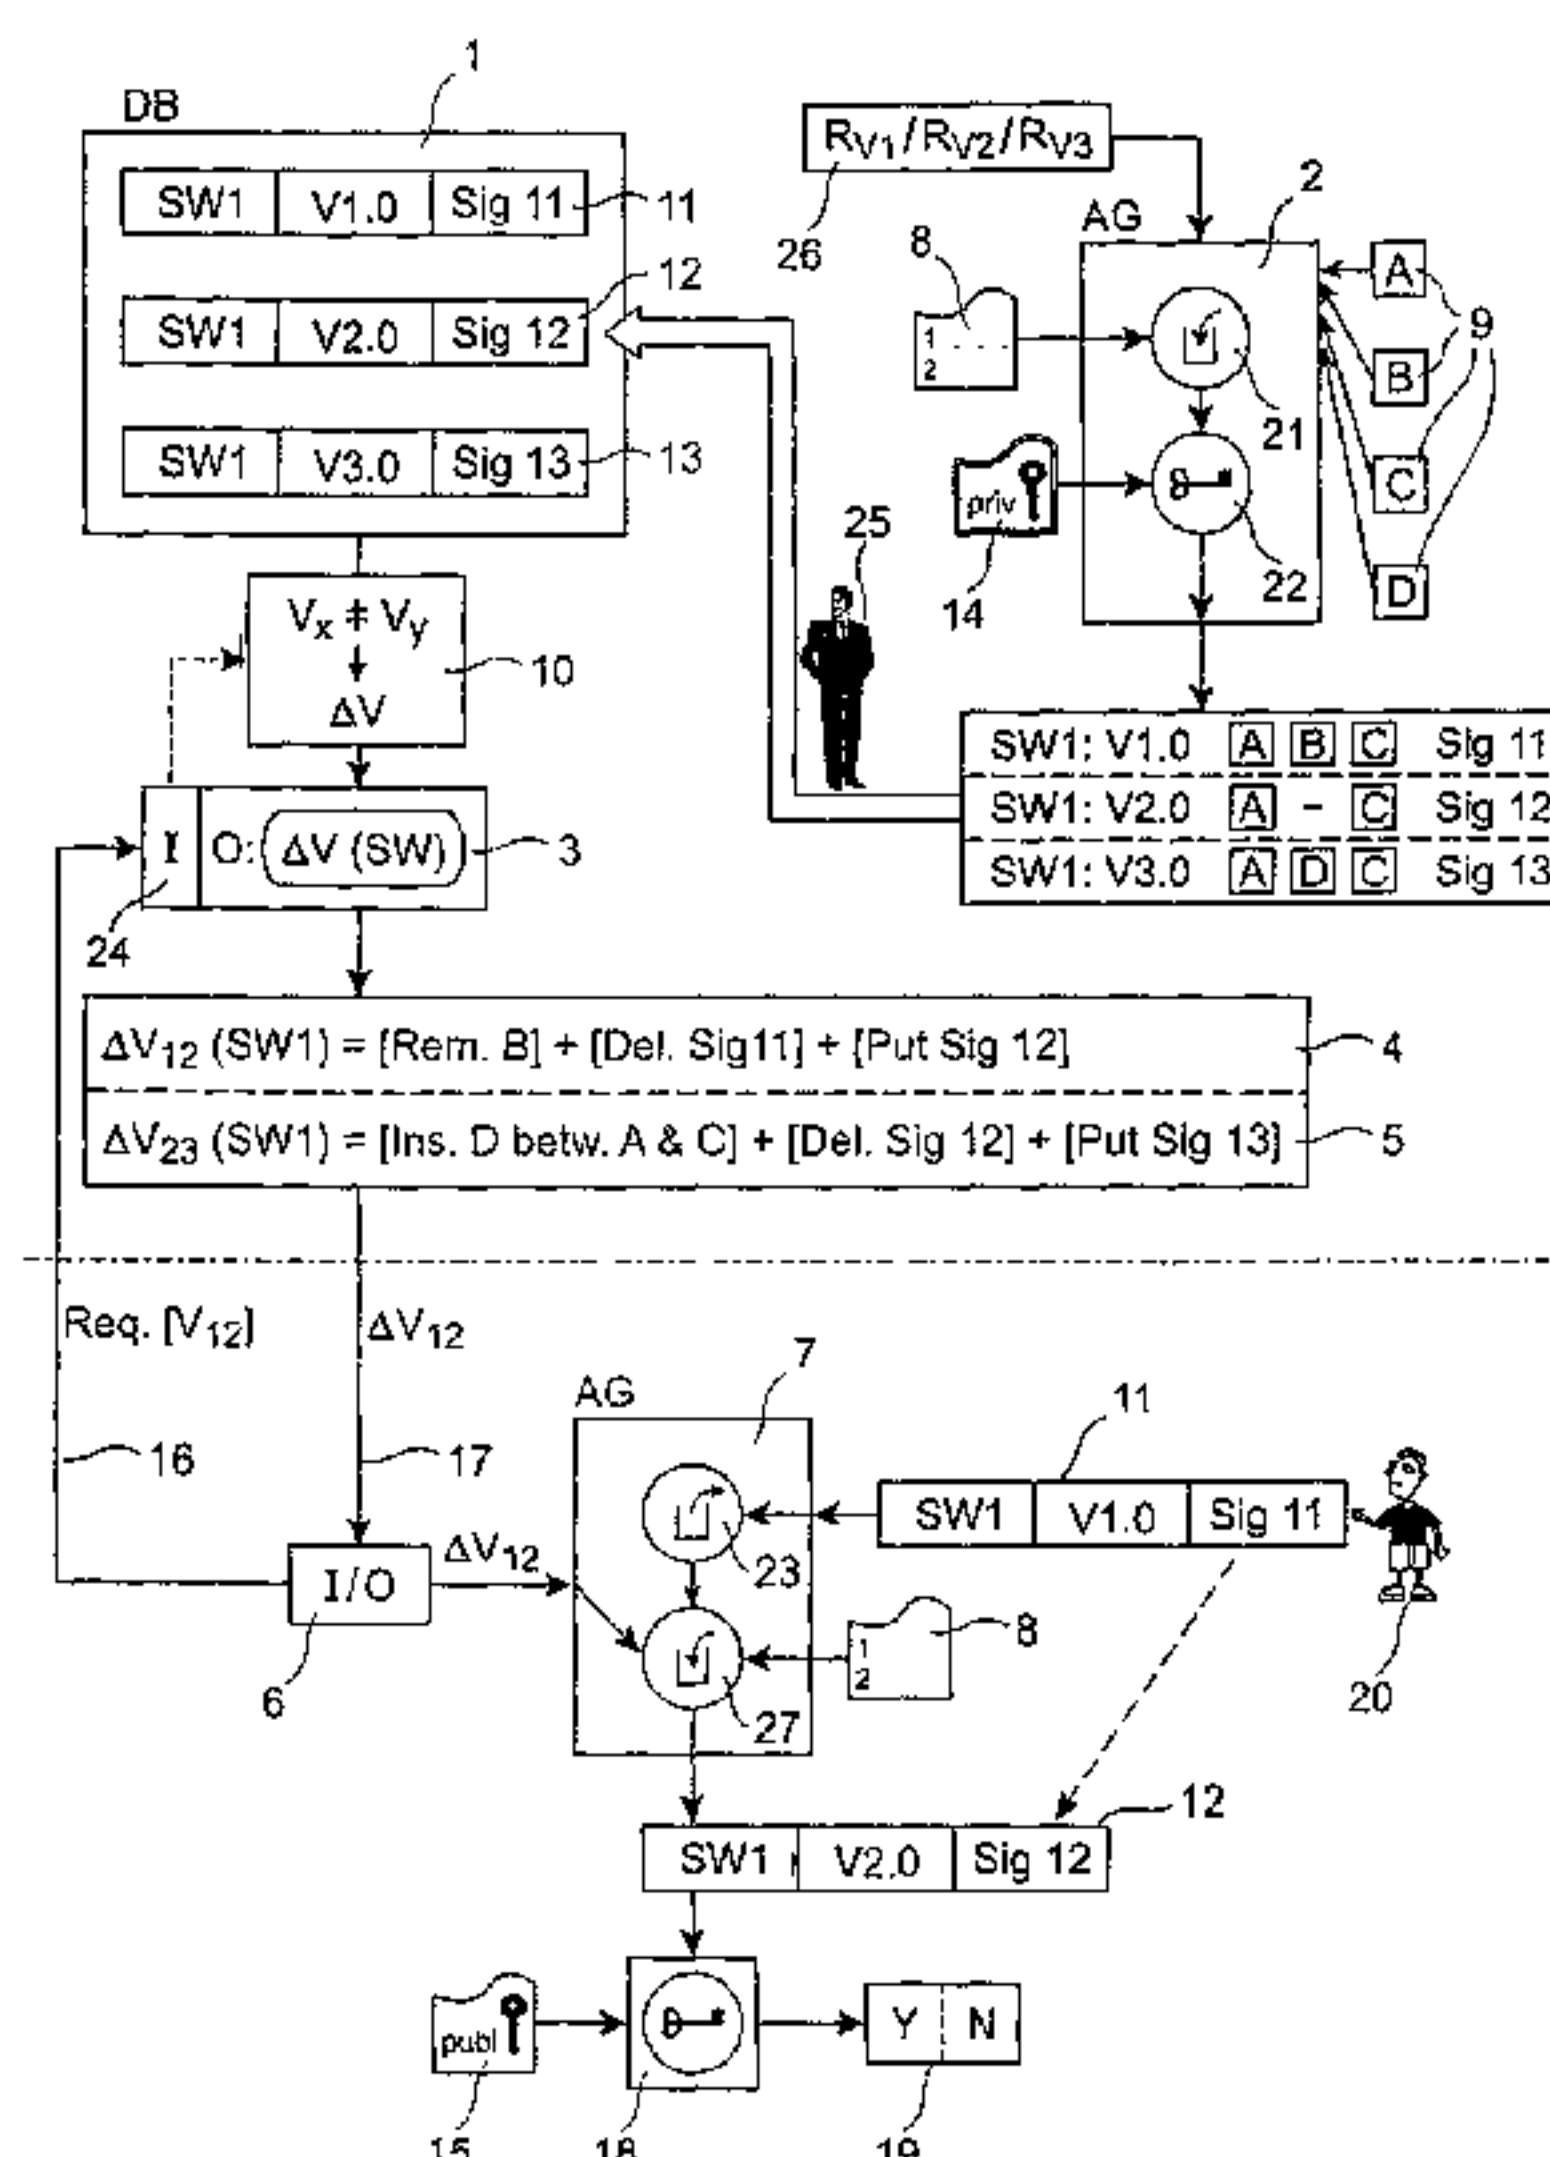 1
DB
SW1 V1.0 Sig 11
11
SW1 V2.0 Sig 12
12
SW1 V3.0 Sig 13
13
RV1/RV2/RV3
26
2
AG
8
1
2
21
priv
14
22
A
B
C
D
9
25
Vx ≠ Vy
ΔV
10
I O: ΔV (SW)
3
24
SW1: V1.0 A B C Sig 11
SW1: V2.0 A - C Sig 12
SW1: V3.0 A D C Sig 13
ΔV12 (SW1) = [Rem. B] + [Del. Sig11] + [Put Sig 12]
4
ΔV23 (SW1) = [Ins. D betw. A & C] + [Del. Sig 12] + [Put Sig 13]
5
Req. [V12]
ΔV12
16
17
I/O
6
ΔV12
AG
7
23
27
11
SW1 V1.0 Sig 11
20
8
1
2
12
SW1 V2.0 Sig 12
publ
15
18
Y N
19